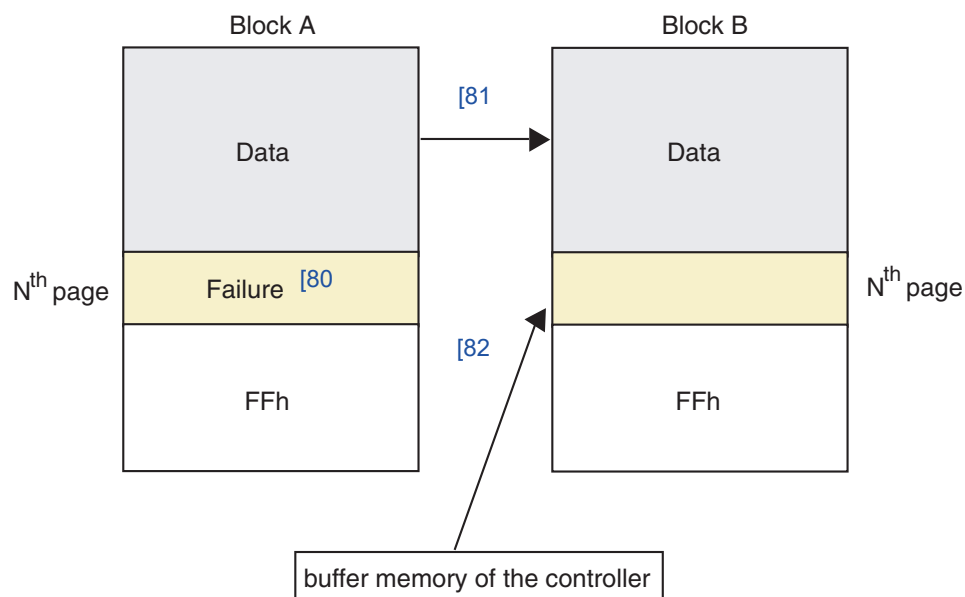 Block A
Block B
[81
Data
Data
Nth page
Failure [80
Nth page
[82
FFh
FFh
buffer memory of the controller